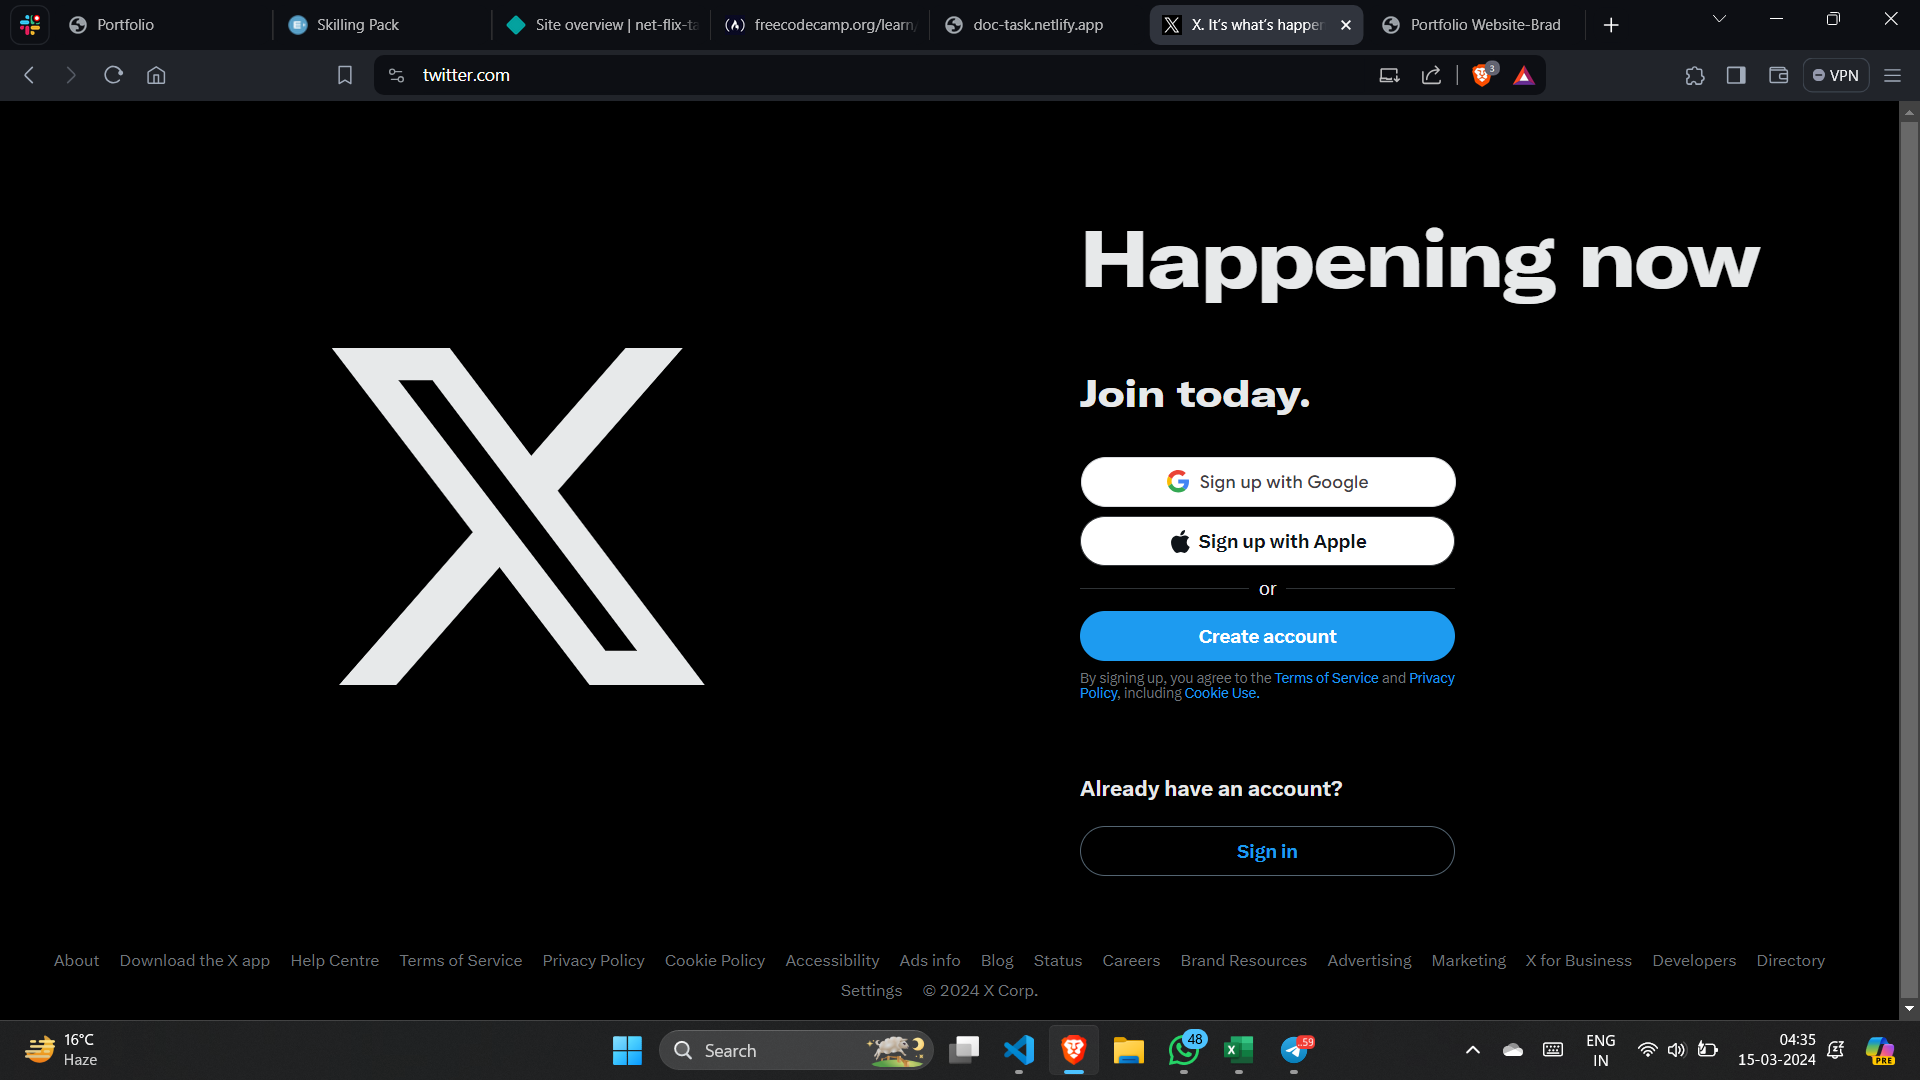 Portfolio
Skilling Pack
Site overview | net-flix-ta
freecodecamp.org/learn/
doc-task.netlify.app
X. It's what's happen
Portfolio Website-Brad
twitter.com
3
VPN
Happening now
Join today.
Sign up with Google
Sign up with Apple
or
Create account
By signing up, you agree to the Terms of Service and Privacy
Policy, including Cookie Use.
Already have an account?
Sign in
About Download the X app Help Centre Terms of Service Privacy Policy Cookie Policy Accessibility Ads info Blog Status Careers Brand Resources Advertising Marketing X for Business Developers Directory
Settings © 2024 X Corp.
16°C
Haze
Search
48
.59
ENG
IN
04:35
15-03-2024
PRE